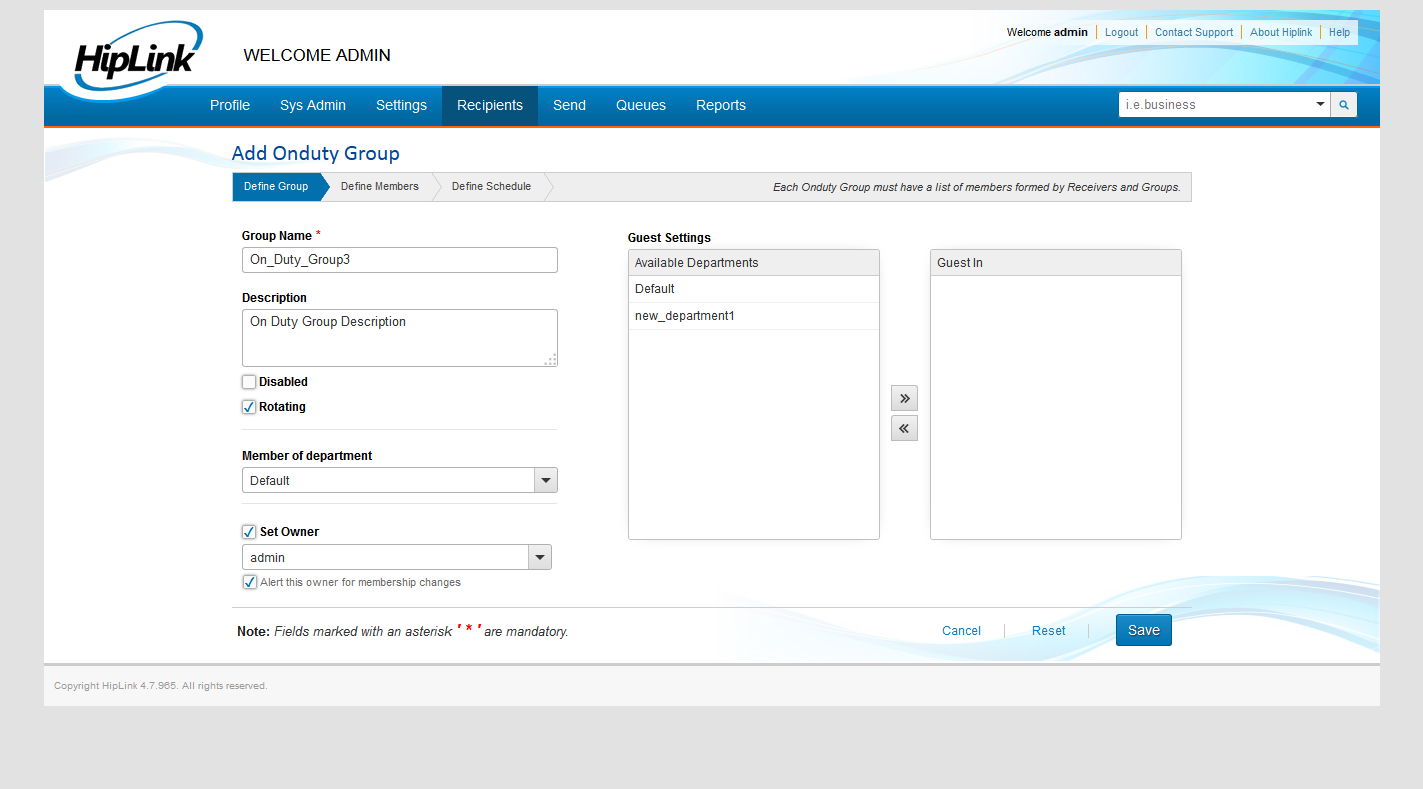 HipLink
WELCOME ADMIN
Welcome admin Logout Contact Support About Hiplink Help
Profile Sys Admin Settings Recipients Send Queues Reports i.e.business
Add Onduty Group
Define Group Define Members Define Schedule Each Onduty Group must have a list of members formed by Receivers and Groups.
Group Name *
On_Duty_Group3
Description
On Duty Group Description
Disabled
Rotating
Member of department
Default
Set Owner
admin
Alert this owner for membership changes
Guest Settings
Available Departments
Default
new_department1
Guest In
Note: Fields marked with an asterisk ' * ' are mandatory.
Cancel Reset Save
Copyright HipLink 4.7.965. All rights reserved.